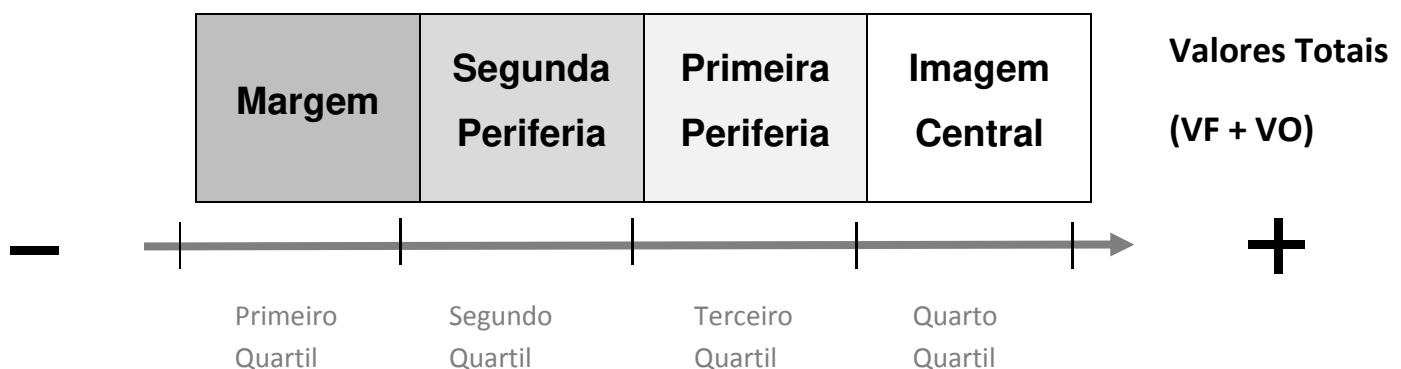 Margem
Segunda
Periferia
Primeira
Periferia
Imagem
Central
Valores Totais
(VF + VO)
Primeiro
Quartil
Segundo
Quartil
Terceiro
Quartil
Quarto
Quartil